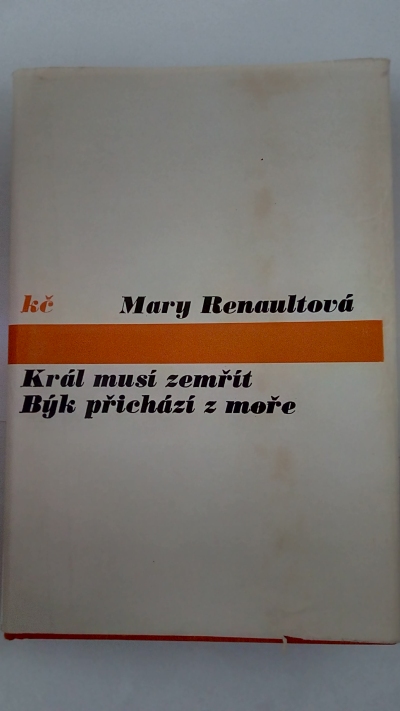 kč Mary Renaultová
Král musí zemřít
Býk přichází z moře